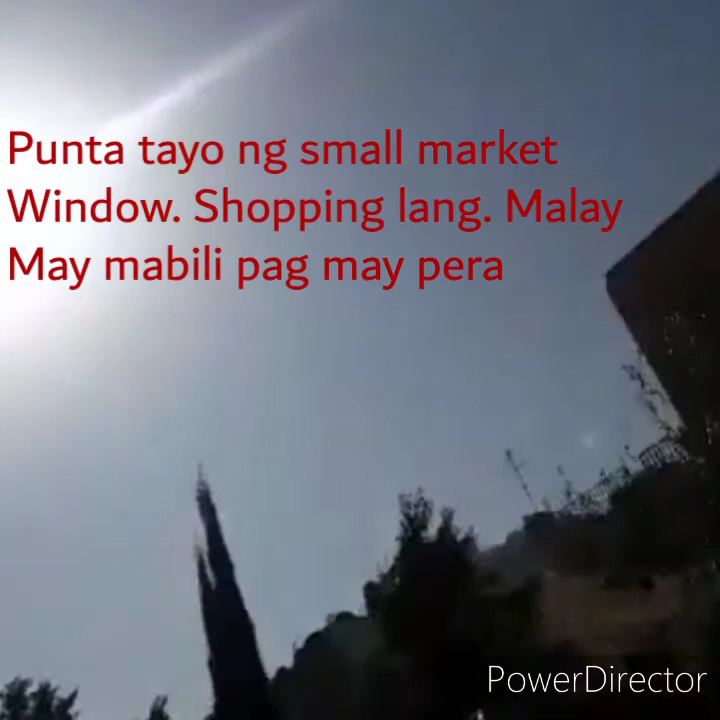 Punta tayo ng small market
Window. Shopping lang. Malay
May mabili pag may pera
PowerDirector